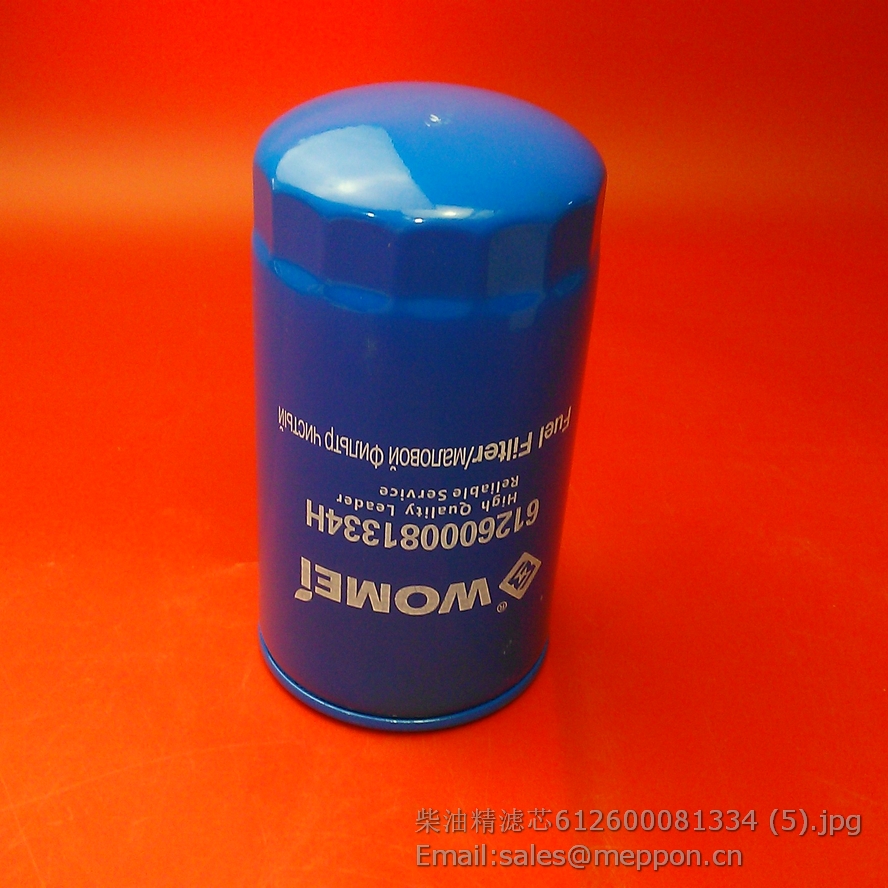 WOMEI®
612600081334H
High Quality Leader
Reliable Service
Fuel Filter/маловой Фильтр чистый
柴油精滤芯612600081334 (5).jpg
Email:sales@meppon.cn